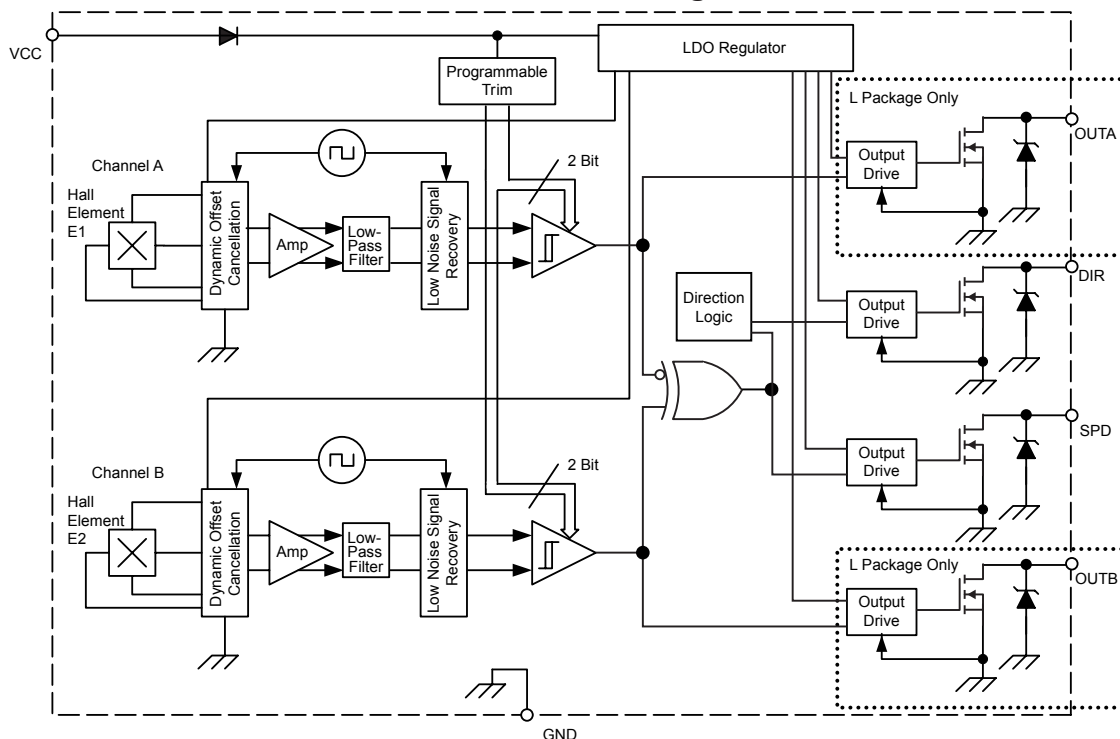 VCC
LDO Regulator
Programmable
Trim
L Package Only
OUTA
Output
Drive
Channel A
2 Bit
Hall
Element
E1
Dynamic Offset
Cancellation
Amp
Low-
Pass
Filter
Low Noise Signal
Recovery
DIR
Direction
Logic
Output
Drive
SPD
Output
Drive
Channel B
2 Bit
Hall
Element
E2
Dynamic Offset
Cancellation
Amp
Low-
Pass
Filter
Low Noise Signal
Recovery
L Package Only
OUTB
Output
Drive
GND